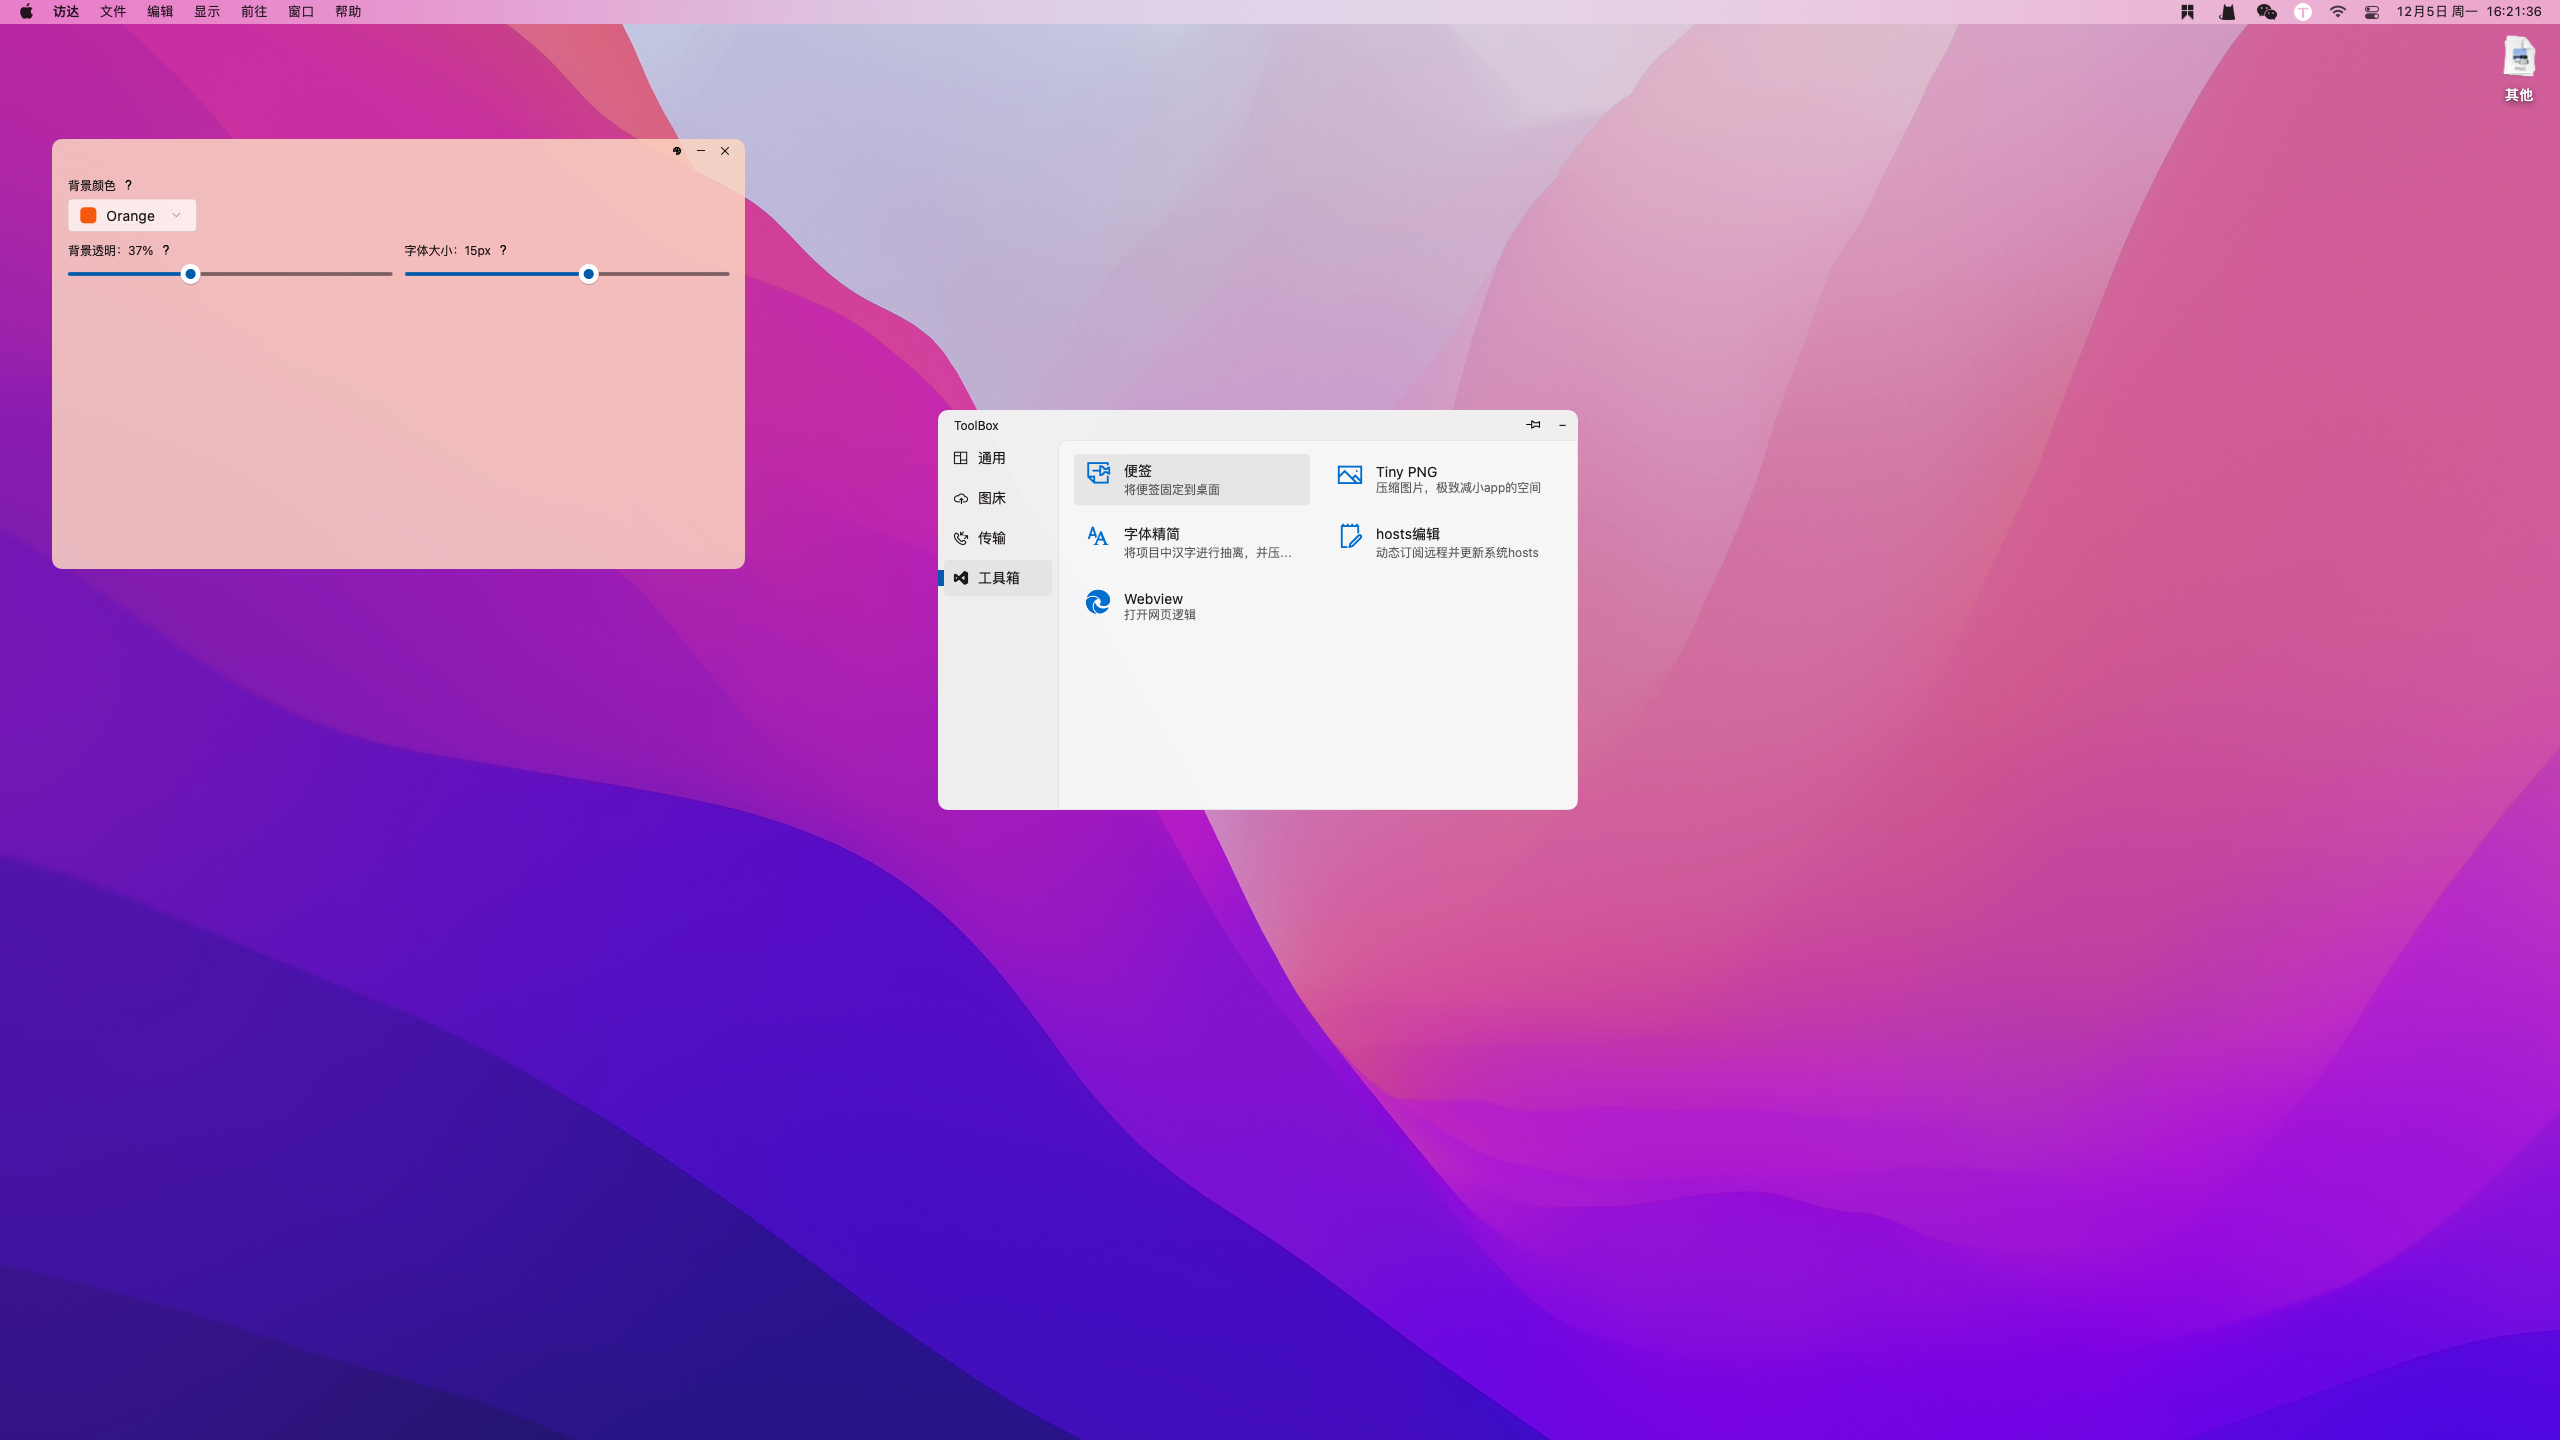 访达 文件 编辑 显示 前往 窗口 帮助
12月5日 周一 16:21:36
其他
背景颜色 ?
Orange
背景透明：37% ?
字体大小：15px ?
ToolBox
通用
图床
传输
工具箱
便签
将便签固定到桌面
Tiny PNG
压缩图片，极致减小app的空间
字体精简
将项目中汉字进行抽离，并压...
hosts编辑
动态订阅远程并更新系统hosts
Webview
打开网页逻辑